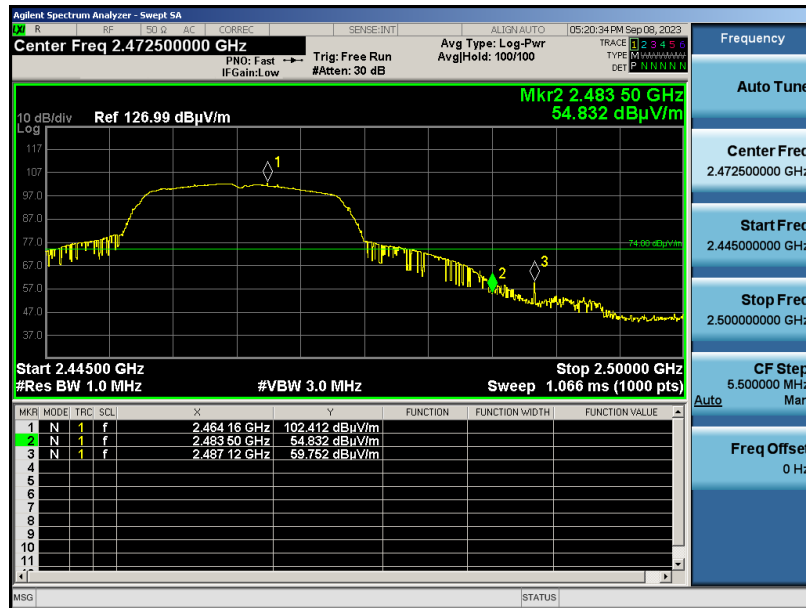 Agilent Spectrum Analyzer - Swept SA
LXI R RF 50 Ω AC CORREC SENSE:INT ALIGN AUTO 05:20:34 PM Sep 08, 2023
Center Freq 2.472500000 GHz
PNO: Fast
IFGain:Low
Trig: Free Run
#Atten: 30 dB
Avg Type: Log-Pwr
Avg|Hold: 100/100
TRACE 1 2 3 4 5 6
TYPE M WWWWW
DET P N N N N N
Mkr2 2.483 50 GHz
54.832 dBµV/m
10 dB/div Ref 126.99 dBµV/m
Log
117
107
97.0
87.0
77.0
67.0
57.0
47.0
37.0
1
2
3
74.00 dBµV/m
Start 2.44500 GHz Stop 2.50000 GHz
#Res BW 1.0 MHz #VBW 3.0 MHz Sweep 1.066 ms (1000 pts)
MKR MODE TRC SCL X Y FUNCTION FUNCTION WIDTH FUNCTION VALUE
1 N 1 f 2.464 16 GHz 102.412 dBµV/m
2 N 1 f 2.483 50 GHz 54.832 dBµV/m
3 N 1 f 2.487 12 GHz 59.752 dBµV/m
4
5
6
7
8
9
10
11
MSG STATUS
Frequency
Auto Tune
Center Freq
2.472500000 GHz
Start Freq
2.445000000 GHz
Stop Freq
2.500000000 GHz
CF Step
5.500000 MHz
Auto Man
Freq Offset
0 Hz